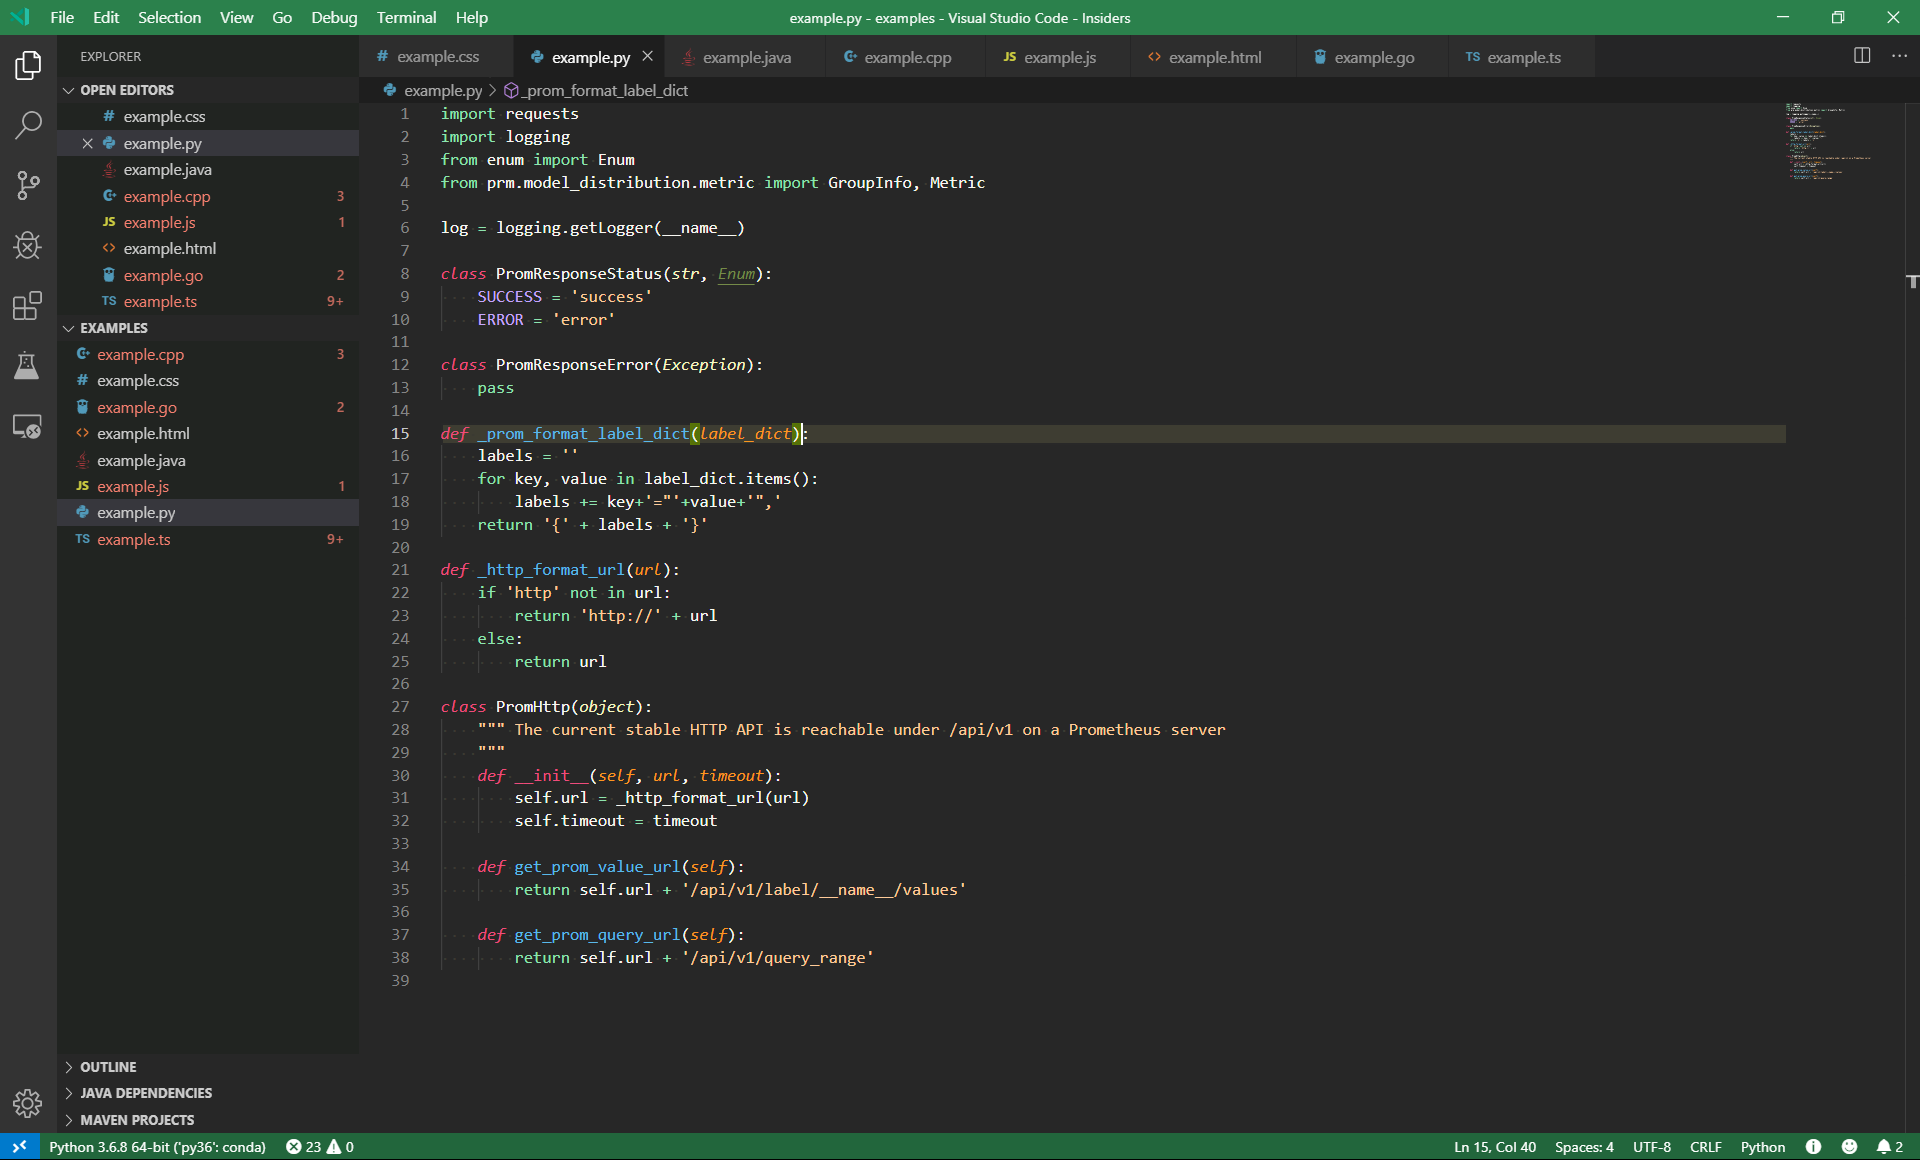 File Edit Selection View Go Debug Terminal Help
example.py - examples - Visual Studio Code - Insiders
EXPLORER
OPEN EDITORS
# example.css
example.py
example.java
example.cpp 3
JS example.js 1
<> example.html
example.go 2
TS example.ts 9+
EXAMPLES
example.cpp 3
# example.css
example.go 2
<> example.html
example.java
JS example.js 1
example.py
TS example.ts 9+
OUTLINE
JAVA DEPENDENCIES
MAVEN PROJECTS
# example.css example.py example.java example.cpp JS example.js <> example.html example.go TS example.ts
example.py > _prom_format_label_dict
1 import requests
2 import logging
3 from enum import Enum
4 from prm.model_distribution.metric import GroupInfo, Metric
5
6 log = logging.getLogger(__name__)
7
8 class PromResponseStatus(str, Enum):
9 SUCCESS = 'success'
10 ERROR = 'error'
11
12 class PromResponseError(Exception):
13 pass
14
15 def _prom_format_label_dict(label_dict):
16 labels = ''
17 for key, value in label_dict.items():
18 labels += key+'="'+value+'",'
19 return '{' + labels + '}'
20
21 def _http_format_url(url):
22 if 'http' not in url:
23 return 'http://' + url
24 else:
25 return url
26
27 class PromHttp(object):
28 """ The current stable HTTP API is reachable under /api/v1 on a Prometheus server
29 """
30 def __init__(self, url, timeout):
31 self.url = _http_format_url(url)
32 self.timeout = timeout
33
34 def get_prom_value_url(self):
35 return self.url + '/api/v1/label/__name__/values'
36
37 def get_prom_query_url(self):
38 return self.url + '/api/v1/query_range'
39
Python 3.6.8 64-bit ('py36': conda) 23 0
Ln 15, Col 40 Spaces: 4 UTF-8 CRLF Python 2